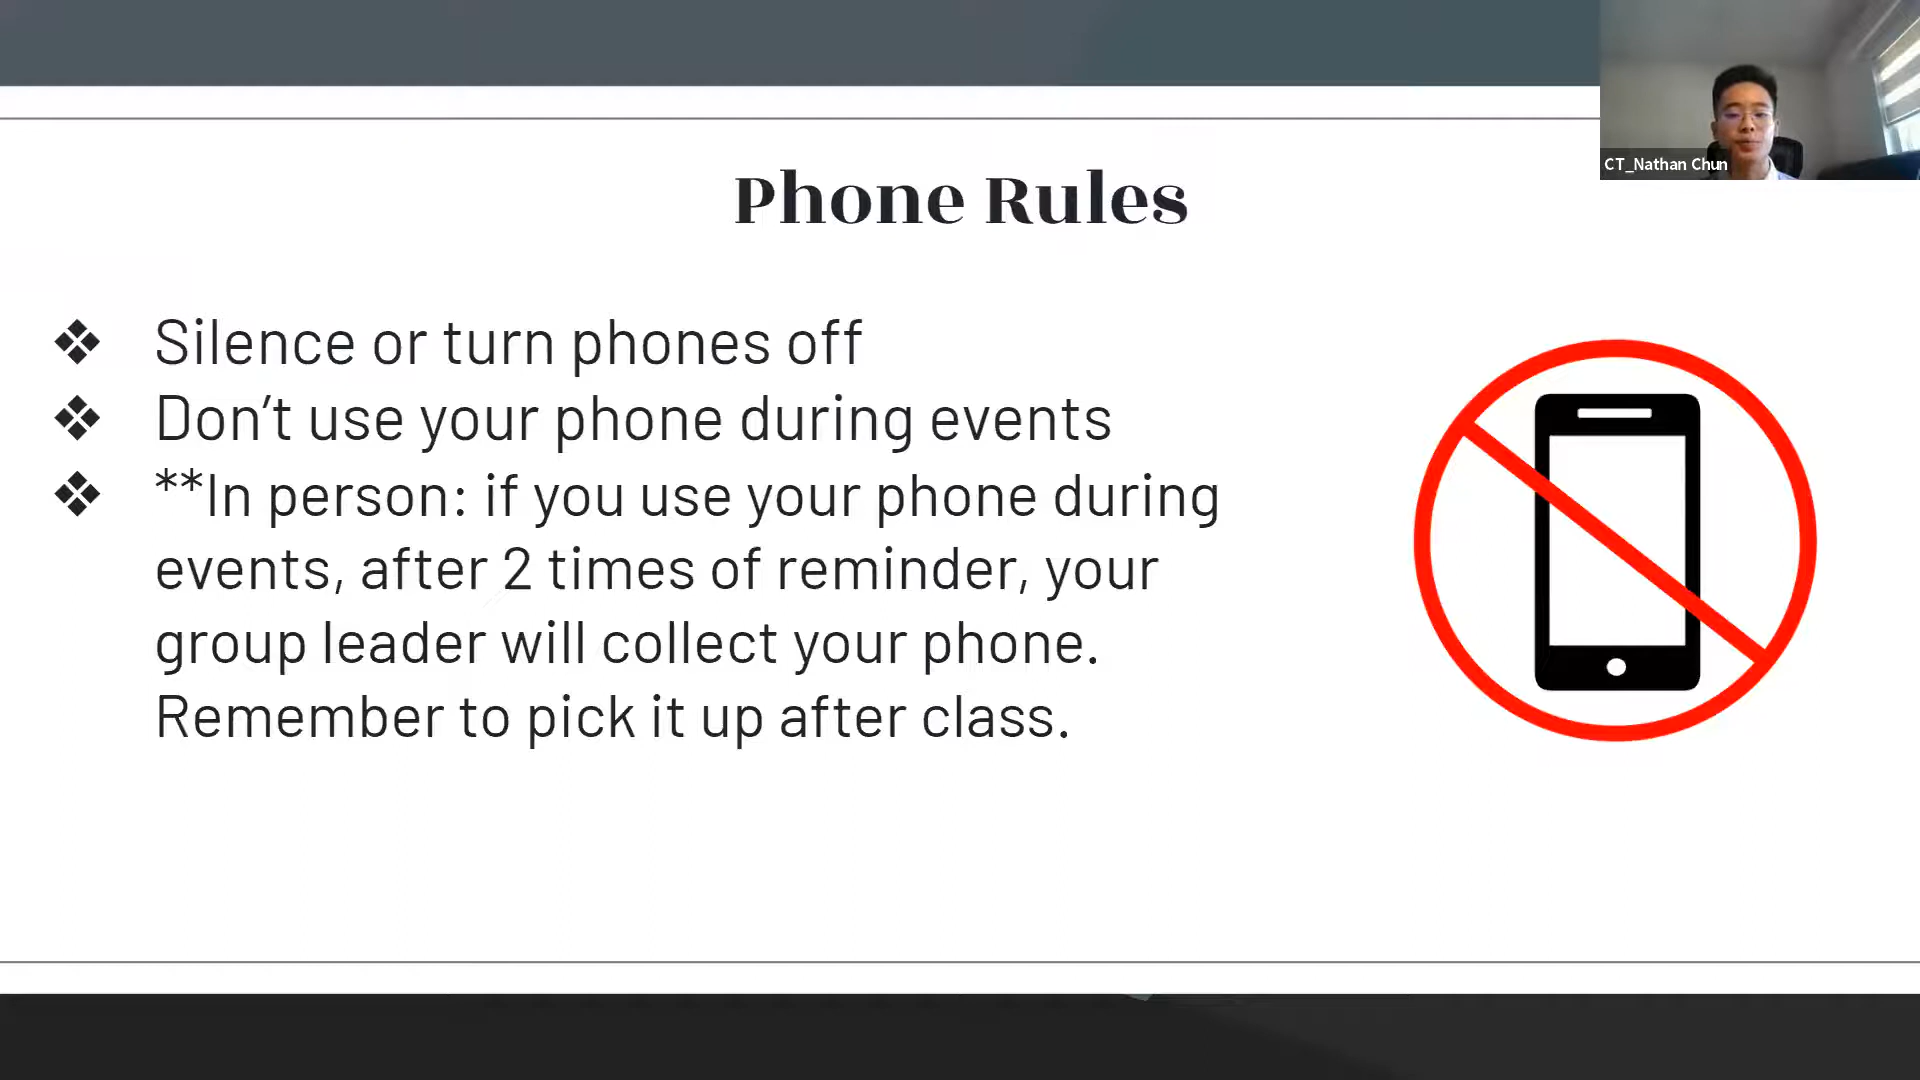 CT_Nathan Chun
Phone Rules
❖ Silence or turn phones off
❖ Don’t use your phone during events
❖ **In person: if you use your phone during
events, after 2 times of reminder, your
group leader will collect your phone.
Remember to pick it up after class.